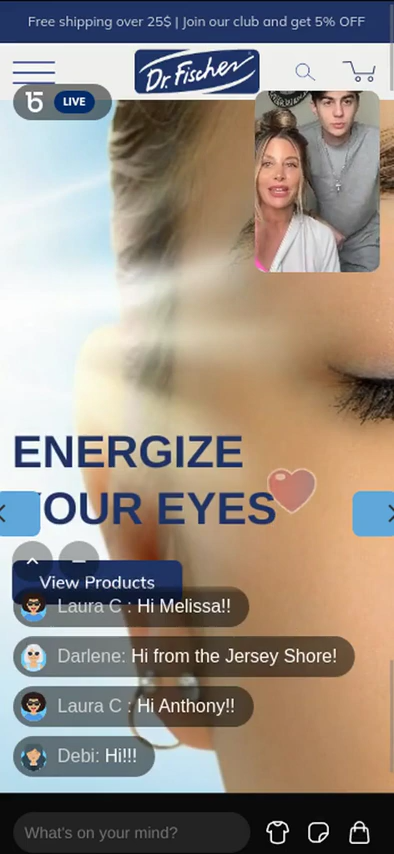 Free shipping over 25$ | Join our club and get 5% OFF
Dr. Fischer
LIVE
ENERGIZE
OUR EYES
View Products
Laura C : Hi Melissa!!
Darlene: Hi from the Jersey Shore!
Laura C : Hi Anthony!!
Debi: Hi!!!
What's on your mind?